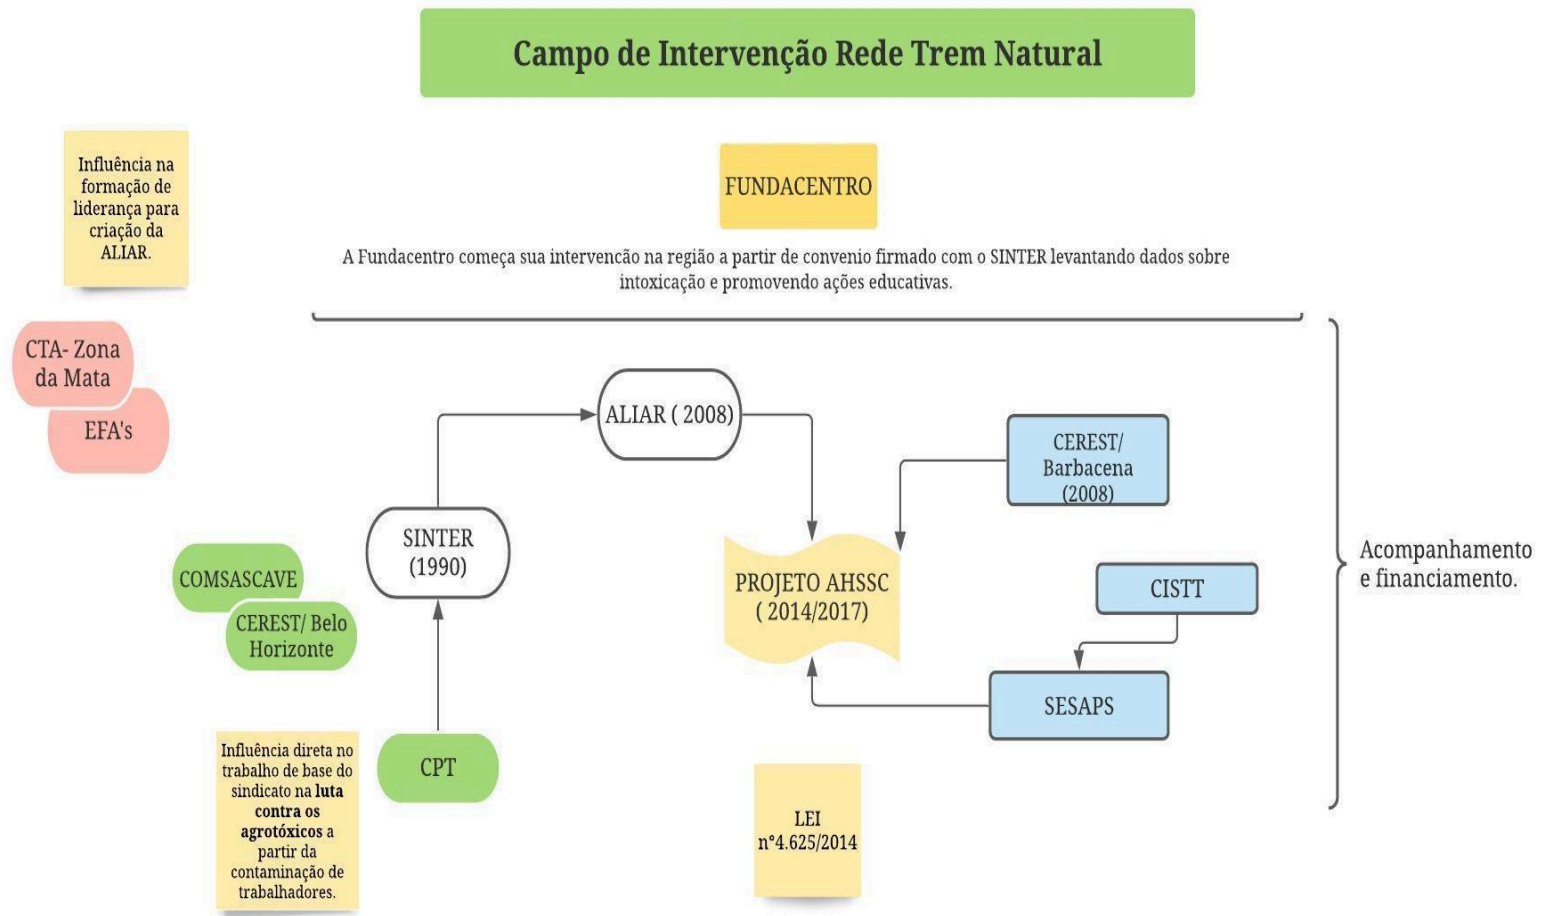 Campo de Intervenção Rede Trem Natural
Influência na
formação de
liderança para
criação da
ALIAR.
FUNDACENTRO
A Fundacentro começa sua intervencão na região a partir de convenio firmado com o SINTER levantando dados sobre
intoxicação e promovendo ações educativas.
CTA- Zona
da Mata
EFA's
ALIAR ( 2008)
CEREST/
Barbacena
(2008)
SINTER
(1990)
COMSASCAVE
CEREST/ Belo
Horizonte
PROJETO AHSSC
( 2014/2017)
CISTT
SESAPS
Acompanhamento
e financiamento.
Influência direta no
trabalho de base do
sindicato na luta
contra os
agrotóxicos a
partir da
contaminação de
trabalhadores.
CPT
LEI
n°4.625/2014